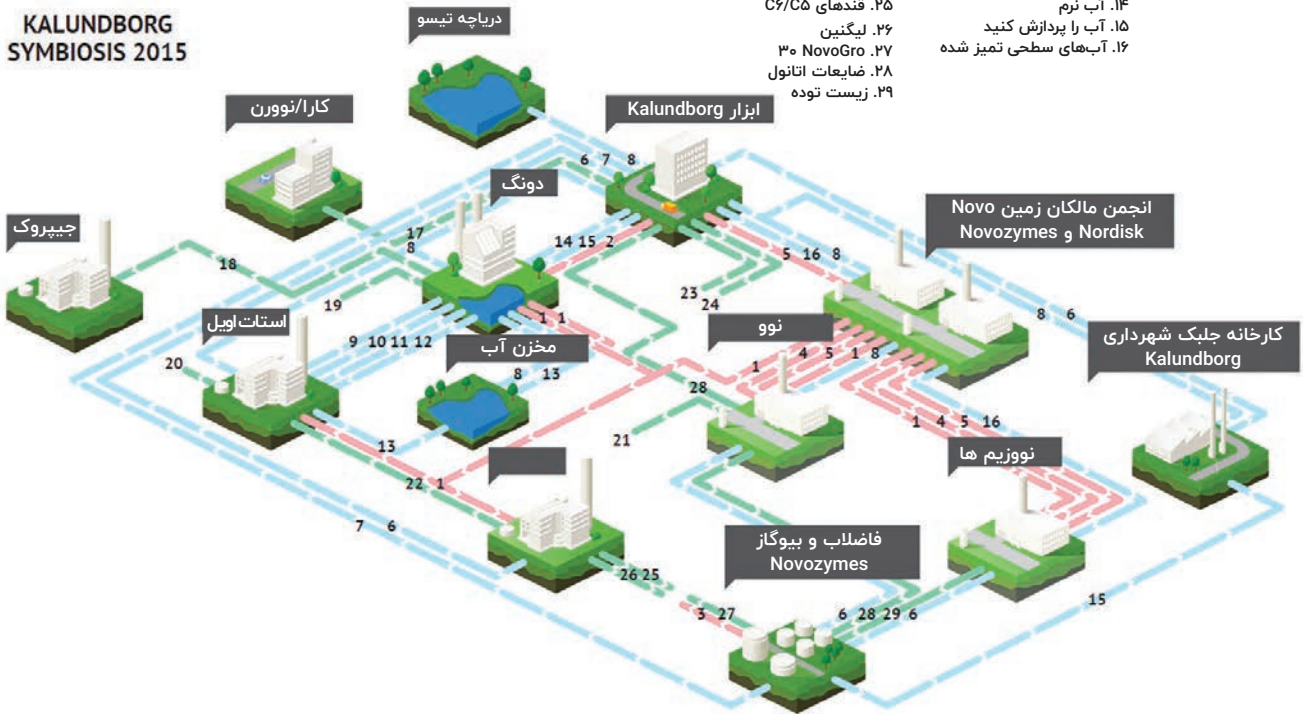 KALUNDBORG
SYMBIOSIS 2015
۱۴. آب نرم
۱۵. آب را پردازش کنید
۱۶. آب‌های سطحی تمیز شده
۲۵. قندهای C۶/C۵
۲۶. لیگنین
۲۷. NovoGro ۳۰
۲۸. ضایعات اتانول
۲۹. زیست توده
دریاچه تیسو
کارا/نوورن
ابزار Kalundborg
6 7 8
دونگ
انجمن مالکان زمین Novo
Nordisk و Novozymes
جیپروک
17
8
14 15 2
5 16 8
18
19
23
24
8 6
استات‌اویل
1 1
نوو
کارخانه جلبک شهرداری
Kalundborg
9 10 11 12
مخزن آب
4 5 1 8
1
20
8 13
28
21
1 4 5 16
13
نووزیم ها
22 1
7 6
فاضلاب و بیوگاز
Novozymes
26 25
15
3 27
6 28 29 6